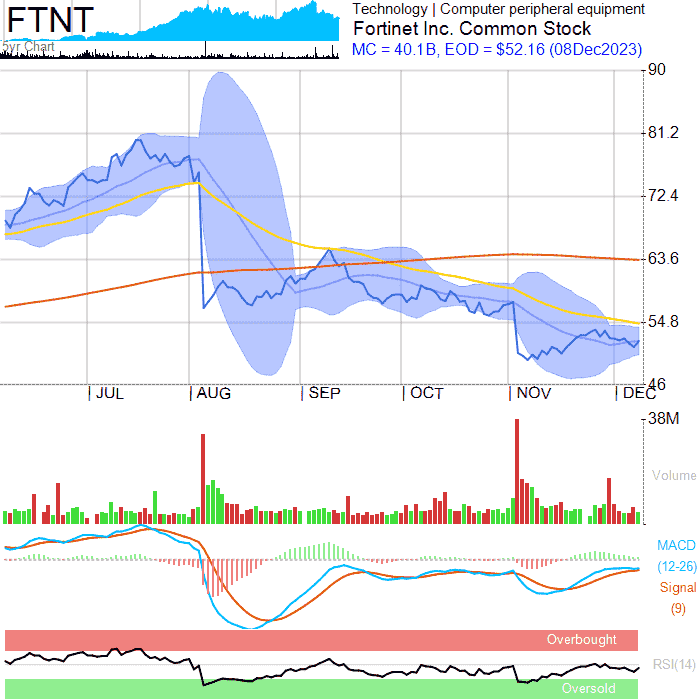 FTNT
5yr Chart
Technology | Computer peripheral equipment
Fortinet Inc. Common Stock
MC = 40.1B, EOD = $52.16 (08Dec2023)
90
81.2
72.4
63.6
54.8
46
JUL AUG SEP OCT NOV DEC
38M
Volume
MACD
(12-26)
Signal
(9)
Overbought
RSI(14)
Oversold